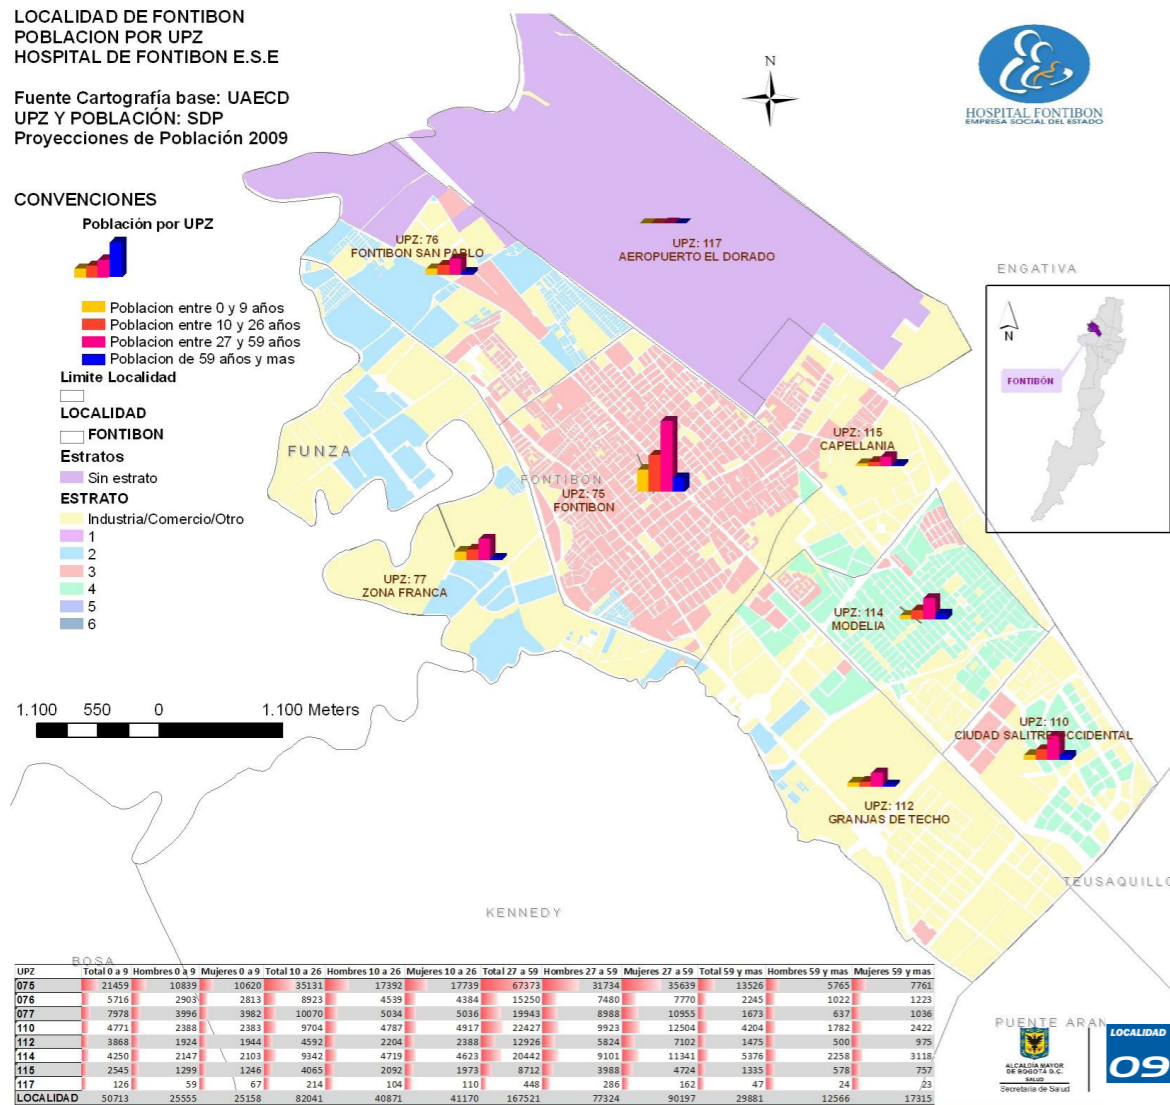 LOCALIDAD DE FONTIBON
POBLACION POR UPZ
HOSPITAL DE FONTIBON E.S.E
Fuente Cartografía base: UAECD
UPZ Y POBLACIÓN: SDP
Proyecciones de Población 2009
CONVENCIONES
Población por UPZ
Poblacion entre 0 y 9 años
Poblacion entre 10 y 26 años
Poblacion entre 27 y 59 años
Poblacion de 59 años y mas
Limite Localidad
LOCALIDAD
FONTIBON
Estratos
Sin estrato
ESTRATO
Industria/Comercio/Otro
1
2
3
4
5
6
1.100 550 0 1.100 Meters
N
HOSPITAL FONTIBON
EMPRESA SOCIAL DEL ESTADO
UPZ: 117
AEROPUERTO EL DORADO
UPZ: 76
FONTIBON SAN PABLO
ENGATIVA
N
FONTIBÓN
UPZ: 115
CAPELLANIA
FUNZA
FONTIBON
UPZ: 75
FONTIBON
UPZ: 77
ZONA FRANCA
UPZ: 114
MODELIA
UPZ: 110
CIUDAD SALITRE OCCIDENTAL
UPZ: 112
GRANJAS DE TECHO
TEUSAQUILLO
KENNEDY
BOSA
PUENTE ARAN
UPZ Total 0 a 9 Hombres 0 a 9 Mujeres 0 a 9 Total 10 a 26 Hombres 10 a 26 Mujeres 10 a 26 Total 27 a 59 Hombres 27 a 59 Mujeres 27 a 59 Total 59 y mas Hombres 59 y mas Mujeres 59 y mas
075 21459 10839 10620 35131 17392 17739 67373 31734 35639 13526 5765 7761
076 5716 2903 2813 8923 4539 4384 15250 7480 7770 2245 1022 1223
077 7978 3996 3982 10070 5034 5036 19943 8988 10955 1673 637 1036
110 4771 2388 2383 9704 4787 4917 22427 9923 12504 4204 1782 2422
112 3868 1924 1944 4592 2204 2388 12926 5824 7102 1475 500 975
114 4250 2147 2103 9342 4719 4623 20442 9101 11341 5376 2258 3118
115 2545 1299 1246 4065 2092 1973 8712 3988 4724 1335 578 757
117 126 59 67 214 104 110 448 286 162 47 24 23
LOCALIDAD 50713 25555 25158 82041 40871 41170 167521 77324 90197 29881 12566 17315
ALCALDIA MAYOR
DE BOGOTÁ D.C.
SALUD
Secretaría de Salud
LOCALIDAD
09